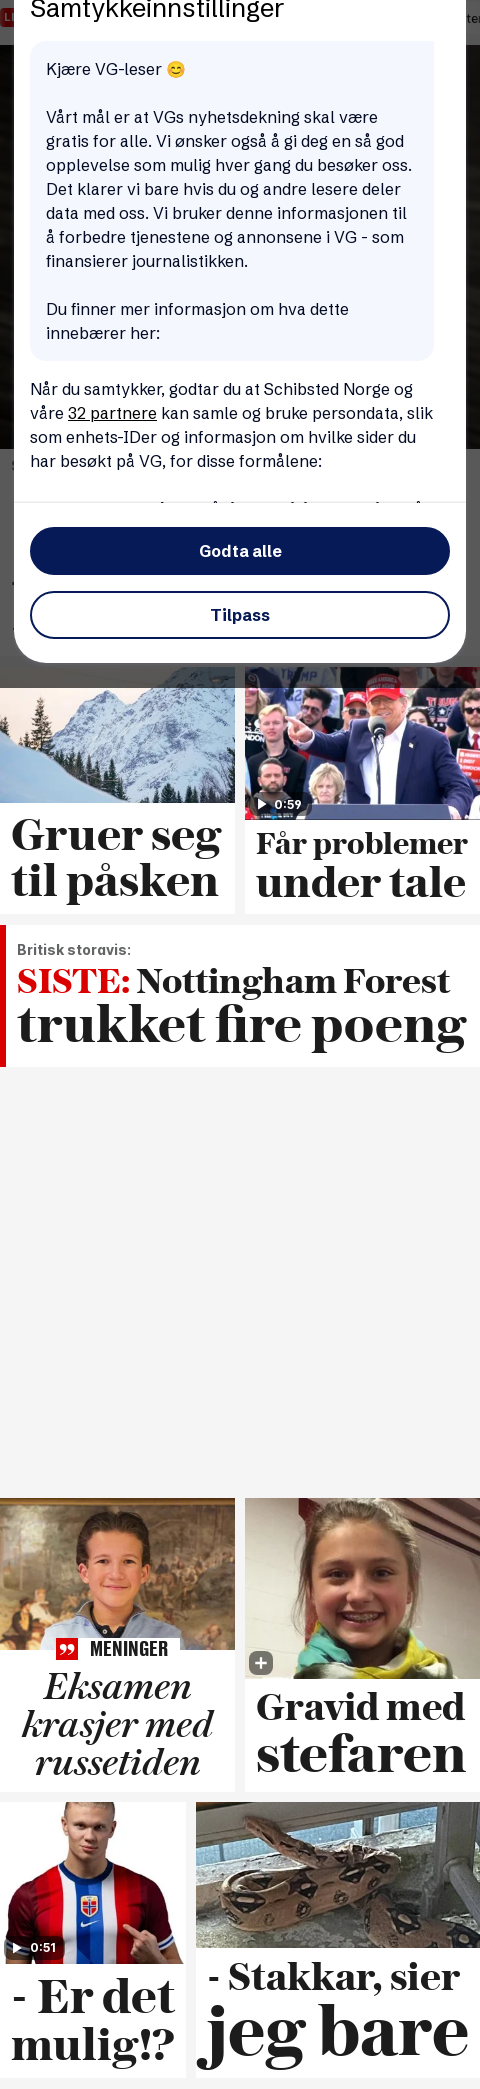 Samtykkeinnstillinger
Kjære VG-leser 😊
Vårt mål er at VGs nyhetsdekning skal være
gratis for alle. Vi ønsker også å gi deg en så god
opplevelse som mulig hver gang du besøker oss.
Det klarer vi bare hvis du og andre lesere deler
data med oss. Vi bruker denne informasjonen til
å forbedre tjenestene og annonsene i VG - som
finansierer journalistikken.
Du finner mer informasjon om hva dette
innebærer her:
Når du samtykker, godtar du at Schibsted Norge og
våre 32 partnere kan samle og bruke persondata, slik
som enhets-IDer og informasjon om hvilke sider du
har besøkt på VG, for disse formålene:
Godta alle
Tilpass
TRUMP
0:59
Gruer seg
til påsken
Får problemer
under tale
Britisk storavis:
SISTE: Nottingham Forest
trukket fire poeng
MENINGER
Eksamen
krasjer med
russetiden
Gravid med
stefaren
0:51
- Er det
mulig!?
- Stakkar, sier
jeg bare